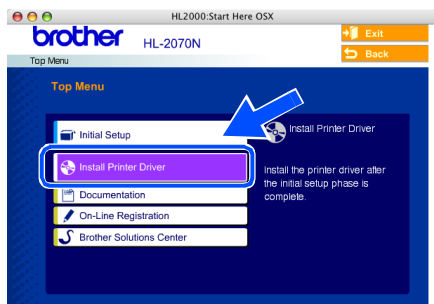 HL2000:Start Here OSX
brother
HL-2070N
Exit
Back
Top Menu
Top Menu
Initial Setup
Install Printer Driver
Documentation
On-Line Registration
Brother Solutions Center
Install Printer Driver
Install the printer driver after
the initial setup phase is
complete.